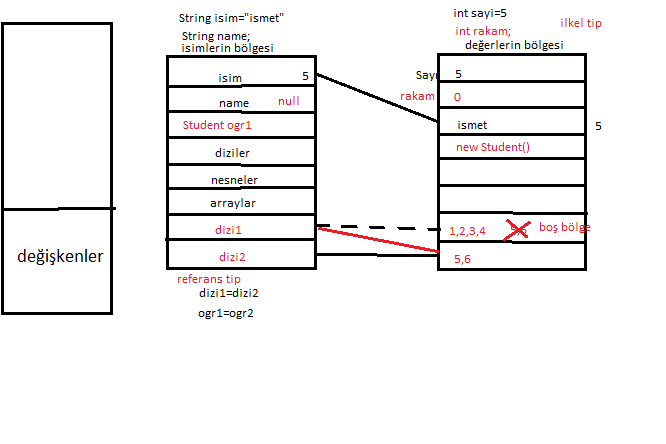 String isim="ismet"
String name;
isimlerin bölgesi
int sayi=5
int rakam;
ilkel tip
değerlerin bölgesi
isim 5
name null
Student ogr1
diziler
nesneler
arraylar
dizi1
dizi2
referans tip
dizi1=dizi2
ogr1=ogr2
Sayı 5
rakam 0
ismet 5
new Student()
1,2,3,4 boş bölge
5,6
değişkenler